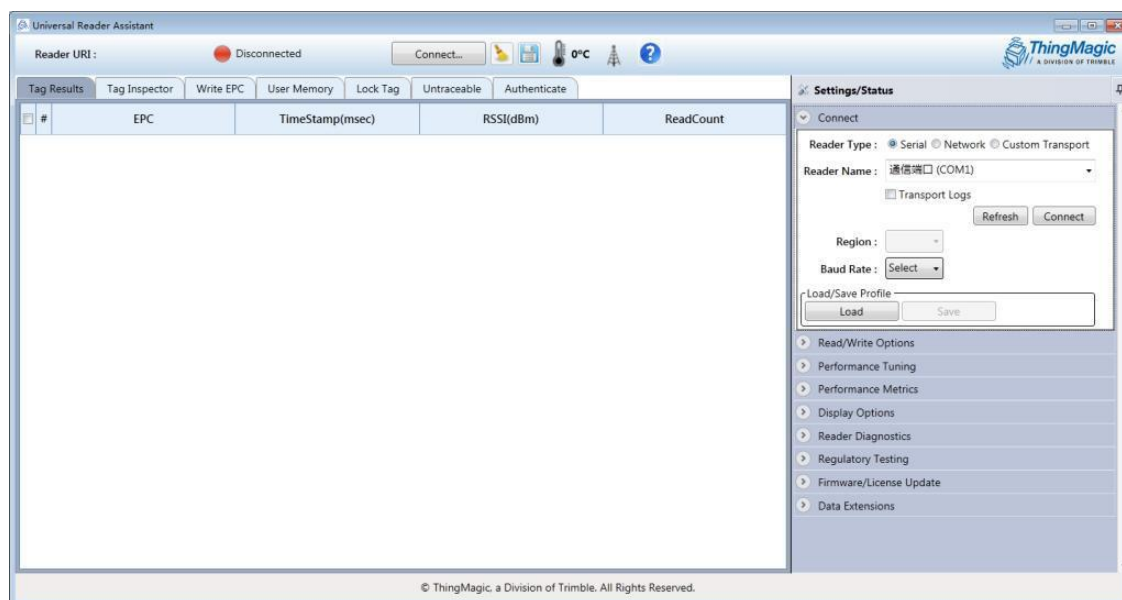 Universal Reader Assistant
Reader URI :
Disconnected
Connect...
0°C
?
ThingMagic
A DIVISION OF TRIMBLE
Tag Results
Tag Inspector
Write EPC
User Memory
Lock Tag
Untraceable
Authenticate
# EPC TimeStamp(msec) RSSI(dBm) ReadCount
Settings/Status
Connect
Reader Type : Serial Network Custom Transport
Reader Name : 通信端口 (COM1)
Transport Logs
Refresh Connect
Region :
Baud Rate : Select
Load/Save Profile
Load Save
Read/Write Options
Performance Tuning
Performance Metrics
Display Options
Reader Diagnostics
Regulatory Testing
Firmware/License Update
Data Extensions
© ThingMagic, a Division of Trimble. All Rights Reserved.